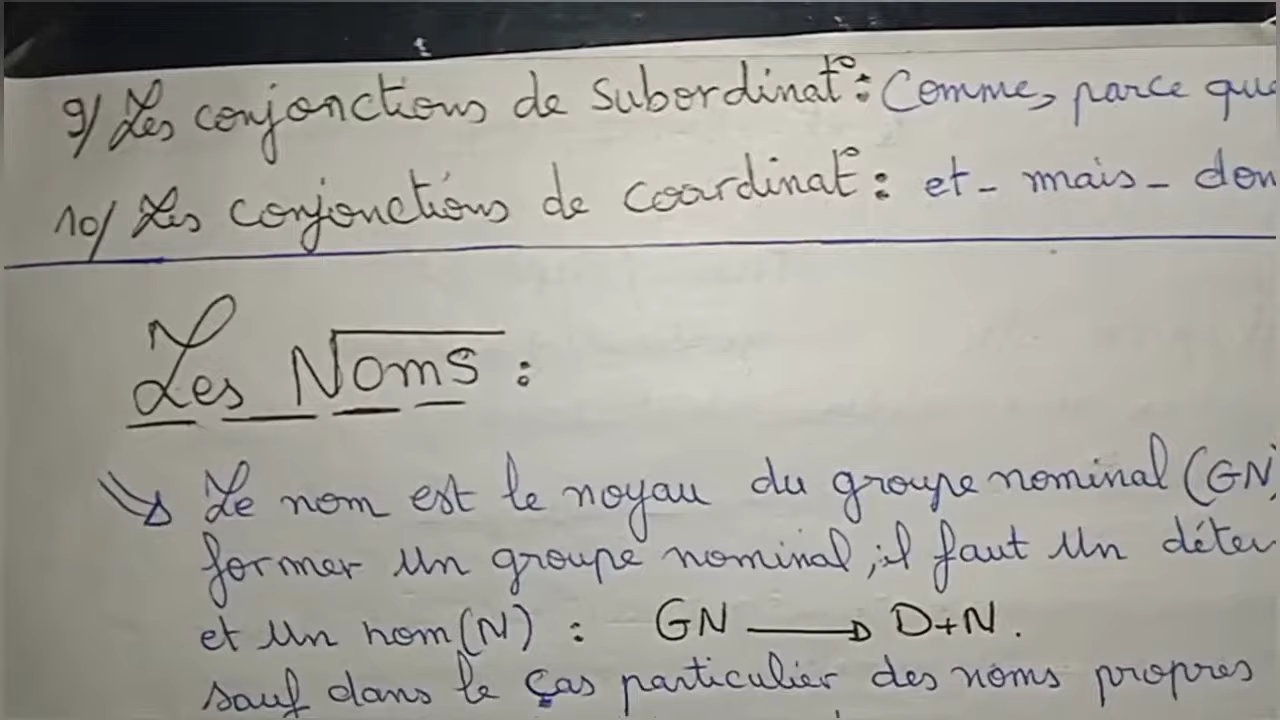 9/ Les conjonctions de subordinat°: Comme, parce que
10/ Les conjonctions de coordinat°: et - mais - don
Les Noms :
Le nom est le noyau du groupe nominal (GN)
former un groupe nominal, il faut un déter
et un nom (N) : GN → D+N.
sauf dans le cas particulier des noms propres